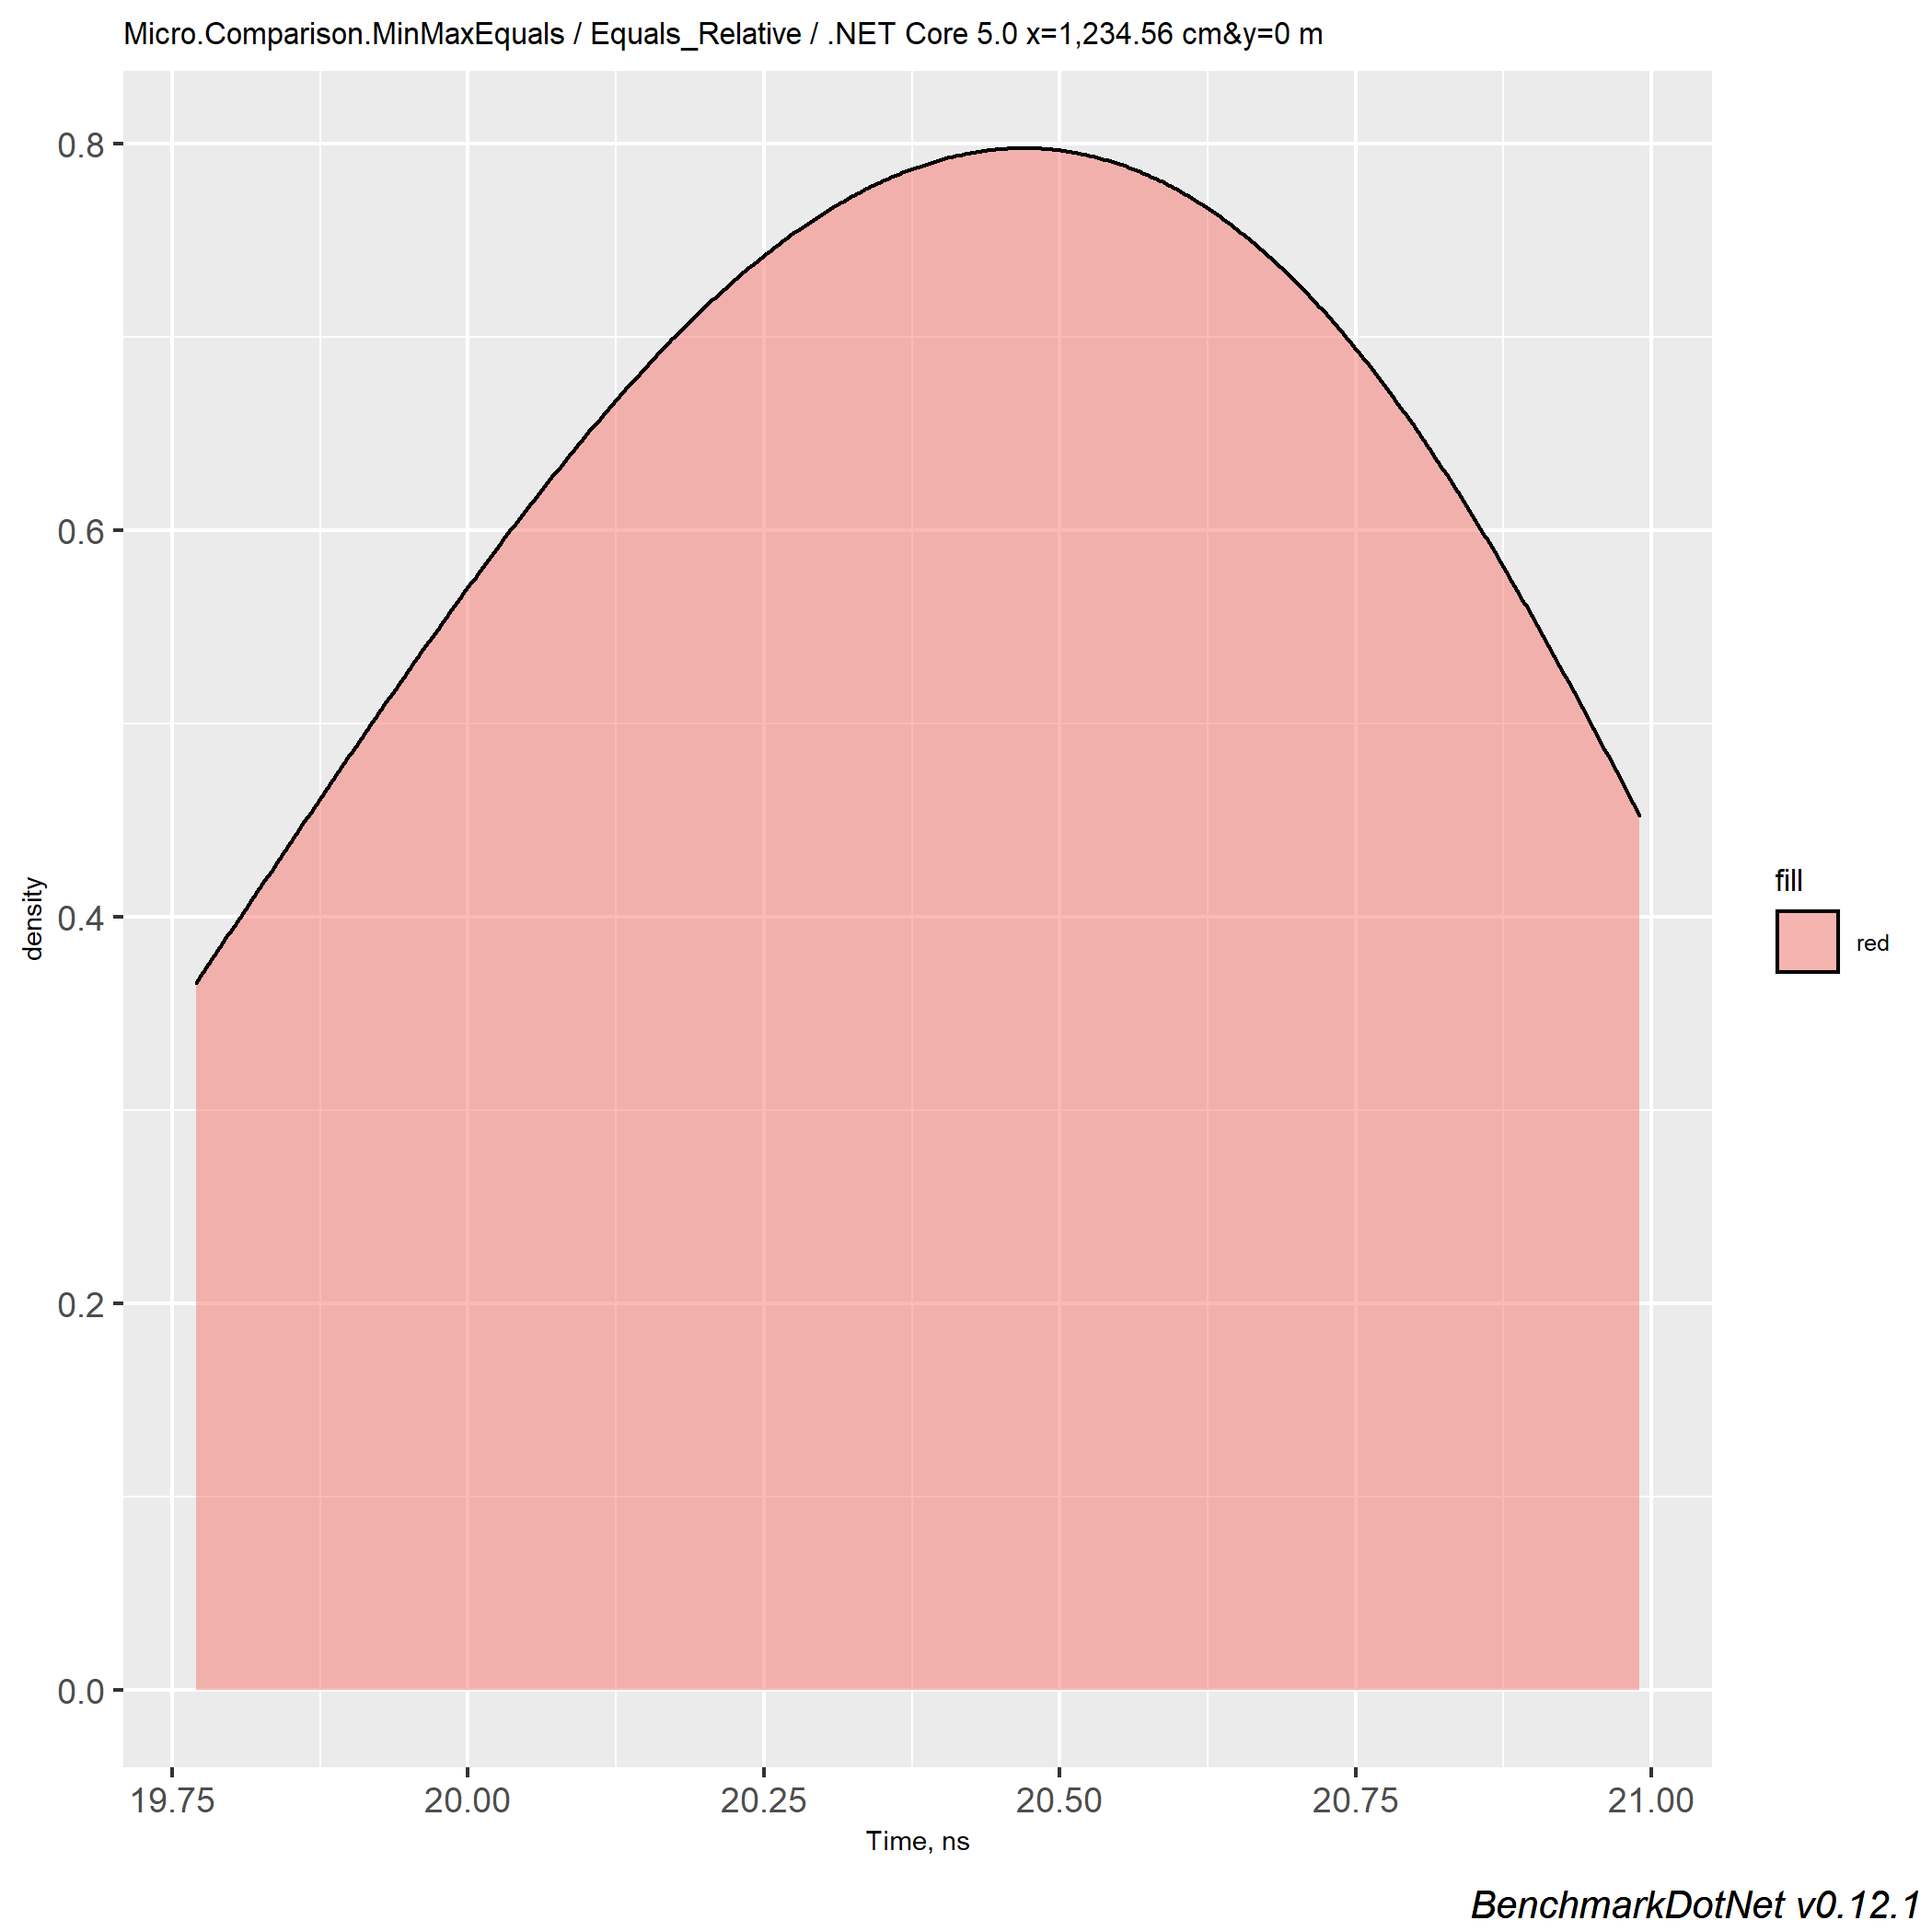 Micro.Comparison.MinMaxEquals / Equals_Relative / .NET Core 5.0 x=1,234.56 cm&y=0 m
0.8
0.6
0.4
0.2
0.0
density
19.75 20.00 20.25 20.50 20.75 21.00
Time, ns
fill
red
BenchmarkDotNet v0.12.1